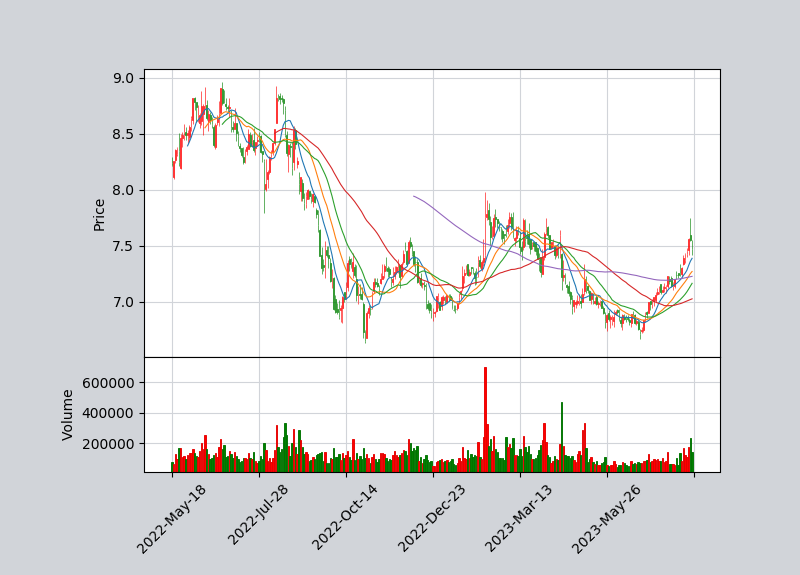 9.0
8.5
8.0
7.5
7.0
Price
600000
400000
200000
Volume
2022-May-18
2022-Jul-28
2022-Oct-14
2022-Dec-23
2023-Mar-13
2023-May-26